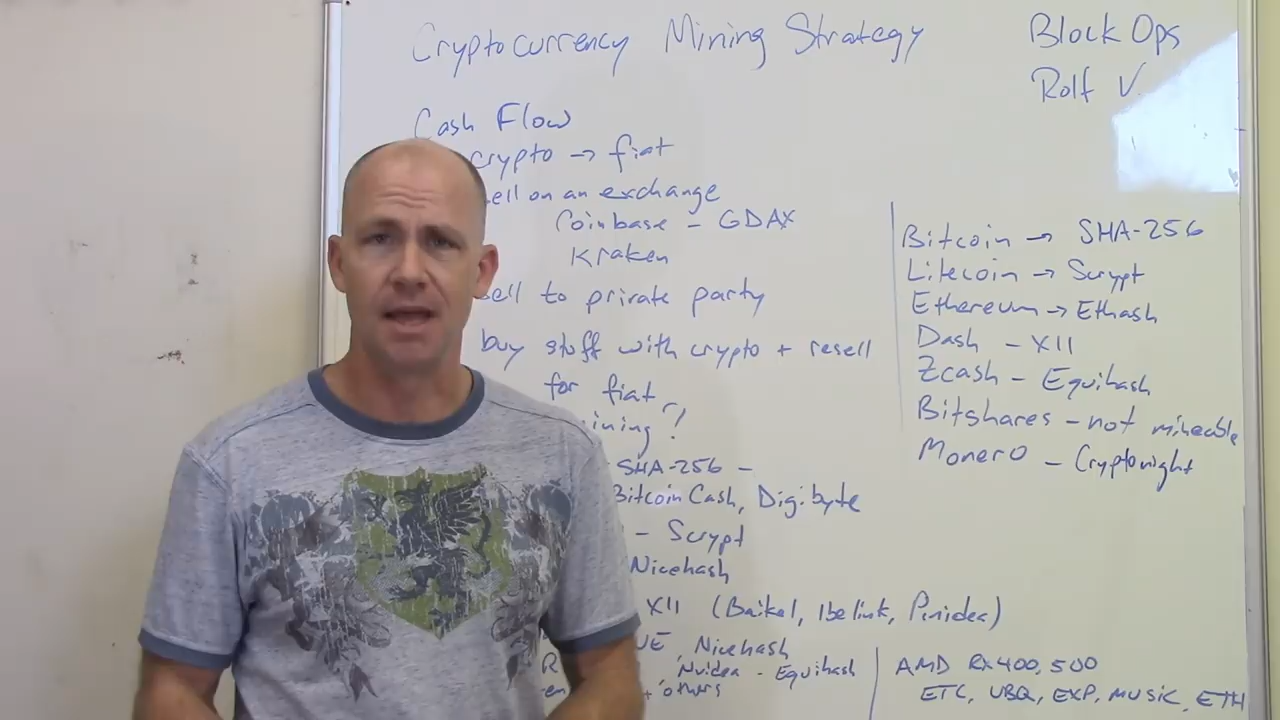 Cryptocurrency Mining Strategy
Block Ops
Rolf V.
Cash Flow
crypto → fiat
sell on an exchange
Coinbase - GDAX
Kraken
sell to private party
buy stuff with crypto + resell
for fiat
SHA-256 -
Bitcoin Cash, Digibyte
- Scrypt
Nicehash
X11 (Baikal, Ibelink, Pinidea)
Nicehash
Nvidea - Equihash
+ others
Bitcoin → SHA-256
Litecoin → Scrypt
Ethereum → Ethash
Dash - X11
Zcash - Equihash
Bitshares - not mineable
Monero - Cryptonight
AMD RX400, 500
ETC, UBQ, EXP, MUSIC, ETH